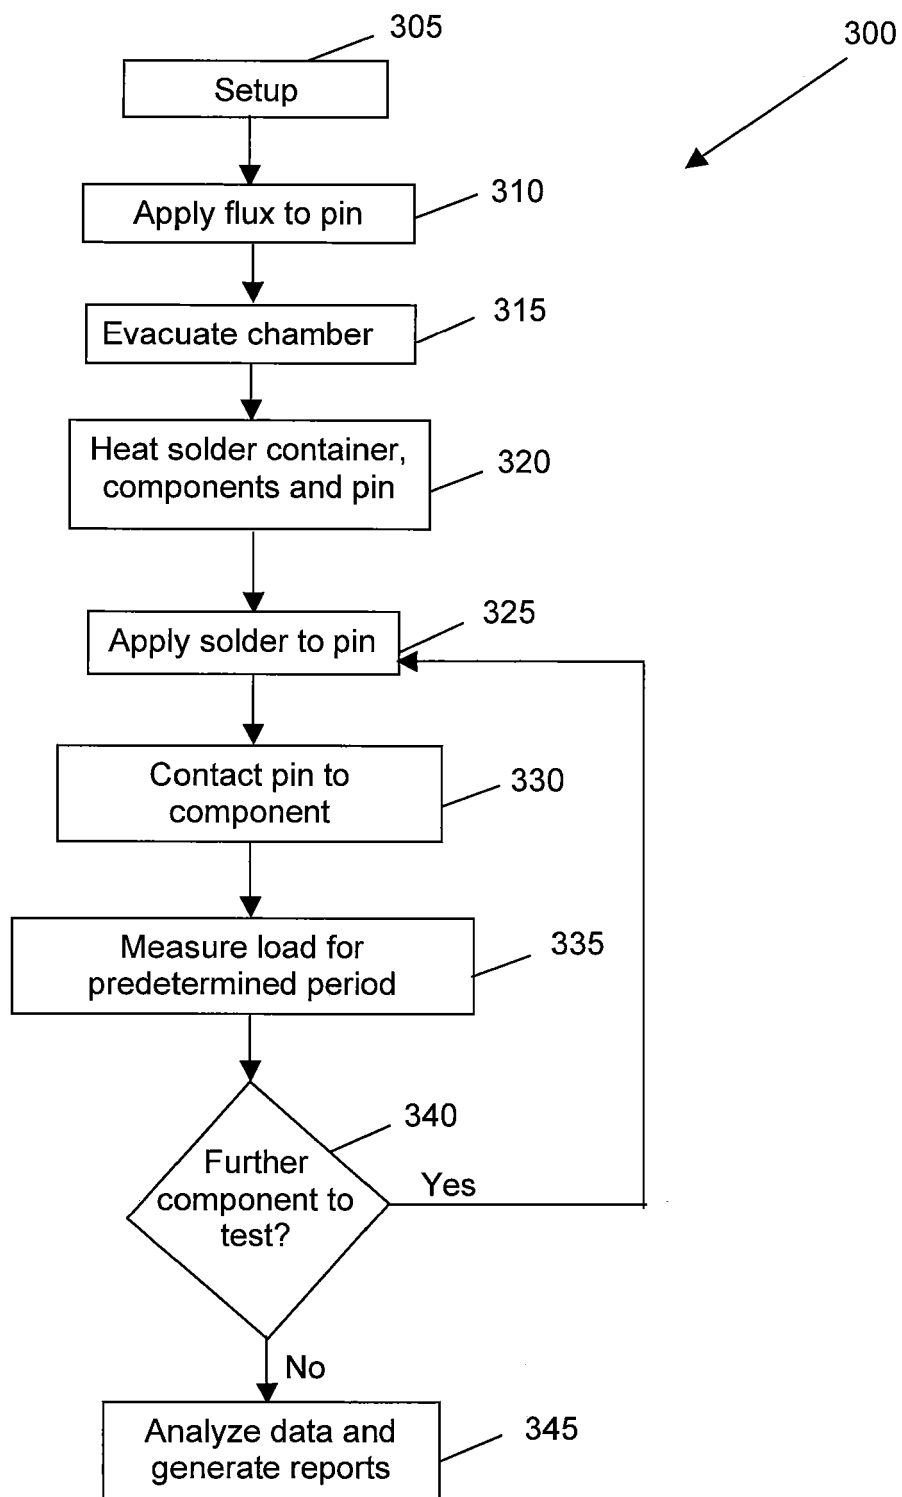 305
300
Setup
310
Apply flux to pin
315
Evacuate chamber
Heat solder container,
components and pin
320
325
Apply solder to pin
Contact pin to
component
330
Measure load for
predetermined period
335
340
Further
component to
test?
Yes
No
Analyze data and
generate reports
345